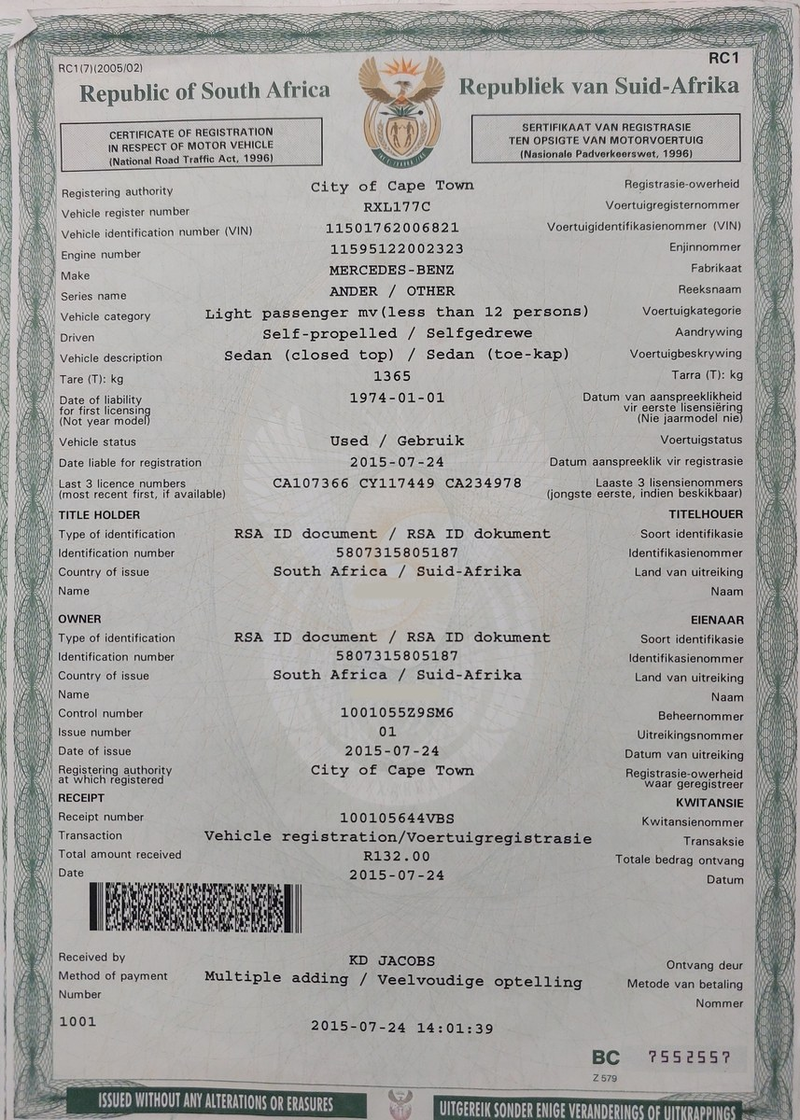 RC1(7)(2005/02) RC1
Republic of South Africa Republiek van Suid-Afrika
CERTIFICATE OF REGISTRATION
IN RESPECT OF MOTOR VEHICLE
(National Road Traffic Act, 1996)
SERTIFIKAAT VAN REGISTRASIE
TEN OPSIGTE VAN MOTORVOERTUIG
(Nasionale Padverkeerswet, 1996)
Registering authority City of Cape Town Registrasie-owerheid
Vehicle register number RXL177C Voertuigregisternommer
Vehicle identification number (VIN) 11501762006821 Voertuigidentifikasienommer (VIN)
Engine number 11595122002323 Enjinnommer
Make MERCEDES-BENZ Fabrikaat
Series name ANDER / OTHER Reeksnaam
Vehicle category Light passenger mv(less than 12 persons) Voertuigkategorie
Driven Self-propelled / Selfgedrewe Aandrywing
Vehicle description Sedan (closed top) / Sedan (toe-kap) Voertuigbeskrywing
Tare (T): kg 1365 Tarra (T): kg
Date of liability 1974-01-01 Datum van aanspreeklikheid
for first licensing vir eerste lisensiëring
(Not year model) (Nie jaarmodel nie)
Vehicle status Used / Gebruik Voertuigstatus
Date liable for registration 2015-07-24 Datum aanspreeklik vir registrasie
Last 3 licence numbers CA107366 CY117449 CA234978 Laaste 3 lisensienommers
(most recent first, if available) (jongste eerste, indien beskikbaar)
TITLE HOLDER TITELHOUER
Type of identification RSA ID document / RSA ID dokument Soort identifikasie
Identification number 5807315805187 Identifikasienommer
Country of issue South Africa / Suid-Afrika Land van uitreiking
Name Naam
OWNER EIENAAR
Type of identification RSA ID document / RSA ID dokument Soort identifikasie
Identification number 5807315805187 Identifikasienommer
Country of issue South Africa / Suid-Afrika Land van uitreiking
Name Naam
Control number 1001055Z9SM6 Beheernommer
Issue number 01 Uitreikingsnommer
Date of issue 2015-07-24 Datum van uitreiking
Registering authority City of Cape Town Registrasie-owerheid
at which registered waar geregistreer
RECEIPT KWITANSIE
Receipt number 100105644VBS Kwitansienommer
Transaction Vehicle registration/Voertuigregistrasie Transaksie
Total amount received R132.00 Totale bedrag ontvang
Date 2015-07-24 Datum
Received by KD JACOBS Ontvang deur
Method of payment Multiple adding / Veelvoudige optelling Metode van betaling
Number Nommer
1001 2015-07-24 14:01:39
BC 7552557
Z 579
ISSUED WITHOUT ANY ALTERATIONS OR ERASURES UITGEREIK SONDER ENIGE VERANDERINGS OF UITKRAPPINGS